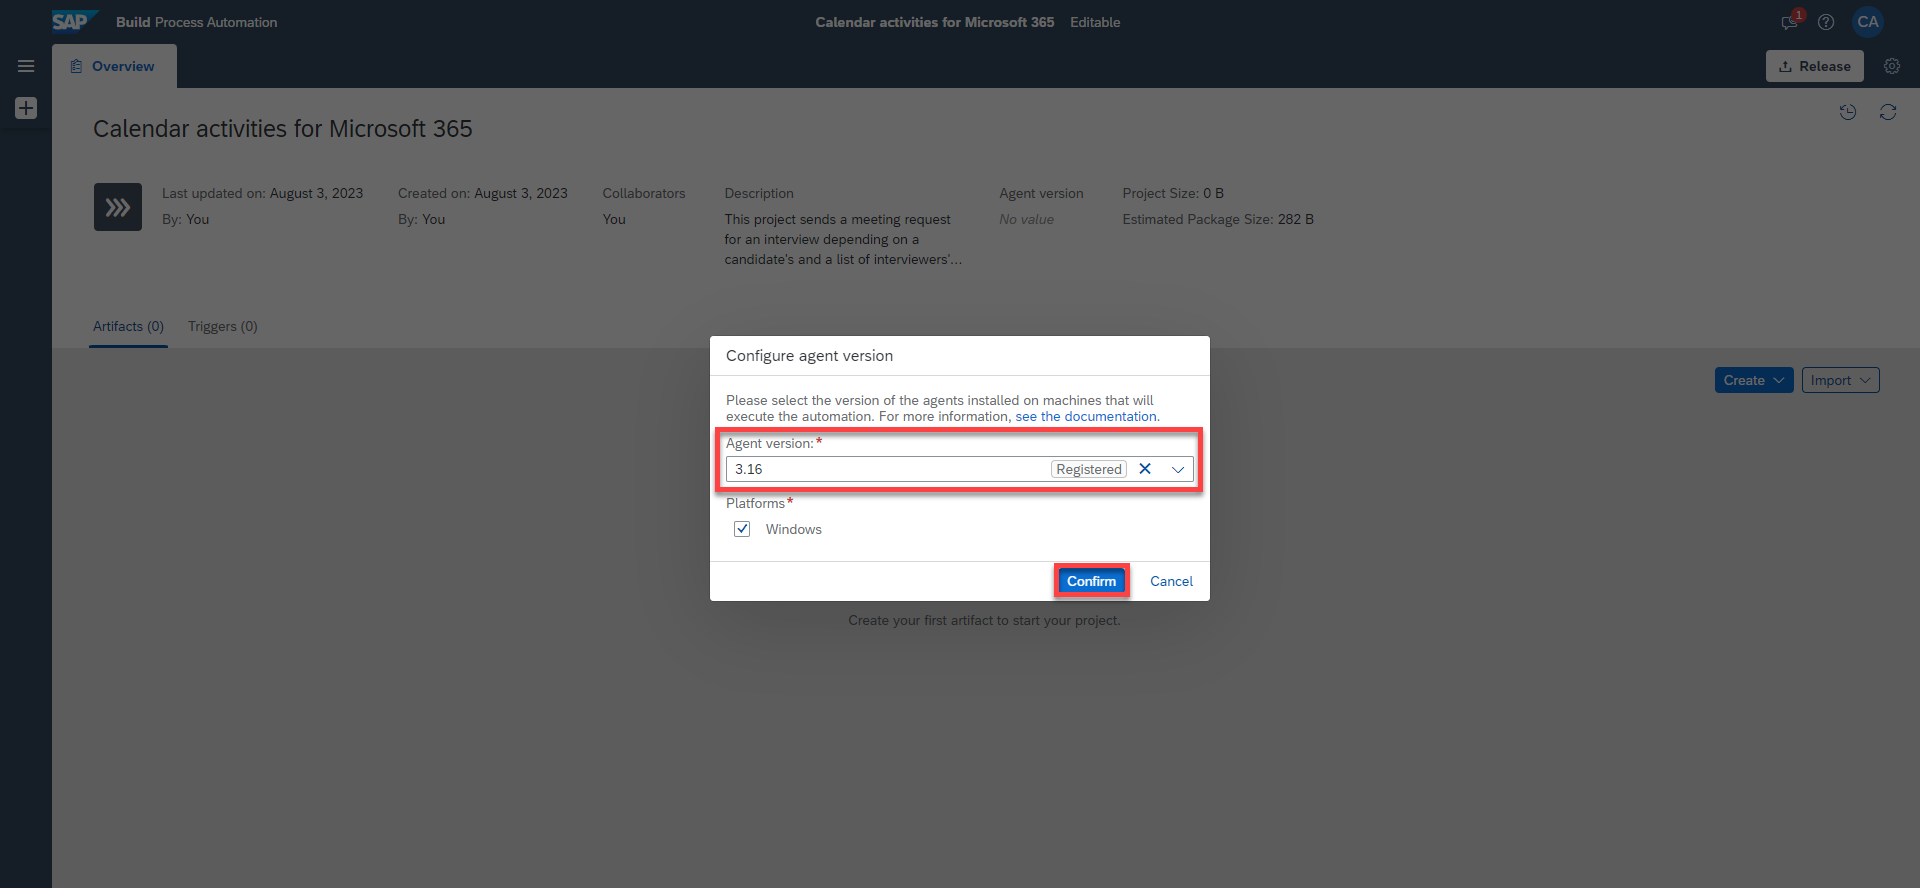 SAP Build Process Automation
Calendar activities for Microsoft 365 Editable
1
CA
Overview
Release
Calendar activities for Microsoft 365
Last updated on: August 3, 2023
By: You
Created on: August 3, 2023
By: You
Collaborators
You
Description
This project sends a meeting request
for an interview depending on a
candidate's and a list of interviewers'...
Agent version
No value
Project Size: 0 B
Estimated Package Size: 282 B
Artifacts (0) Triggers (0)
Create Import
Configure agent version
Please select the version of the agents installed on machines that will
execute the automation. For more information, see the documentation.
Agent version:*
3.16 Registered
Platforms*
Windows
Confirm Cancel
Create your first artifact to start your project.